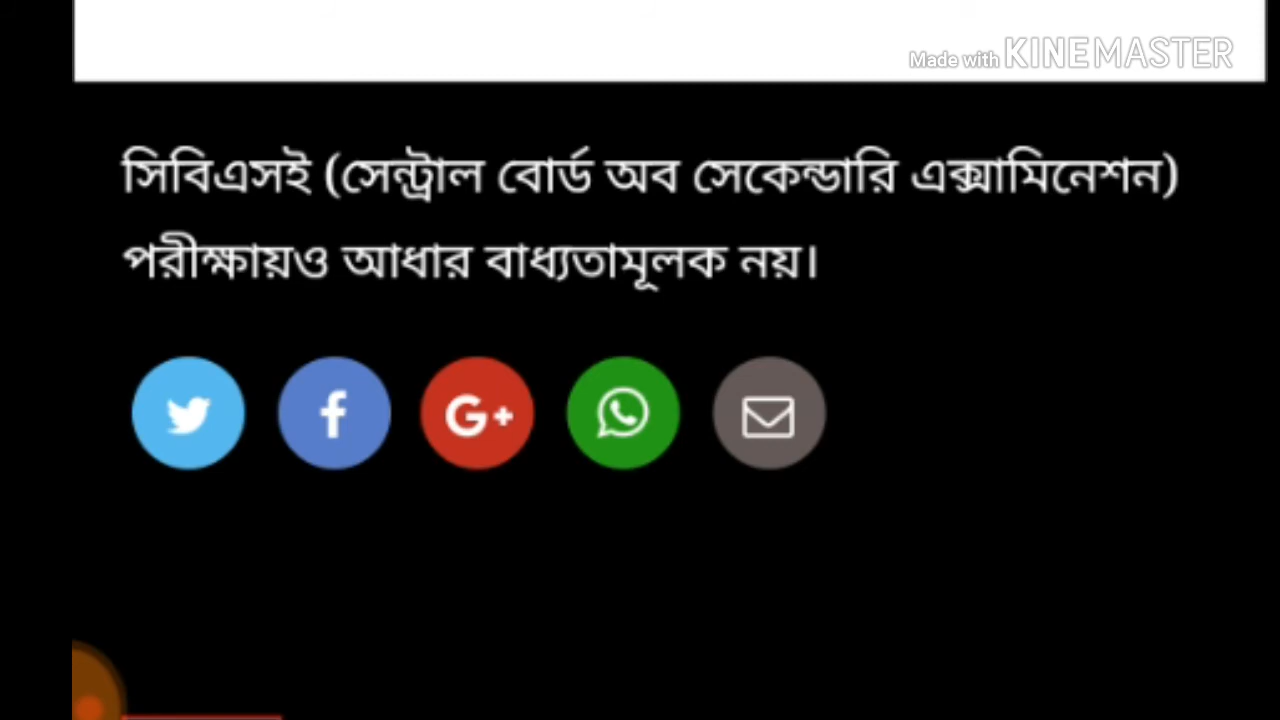 Made with KINEMASTER
সিবিএসই (সেন্ট্রাল বোর্ড অব সেকেন্ডারি এক্সামিনেশন)
পরীক্ষায়ও আধার বাধ্যতামূলক নয়।
G+